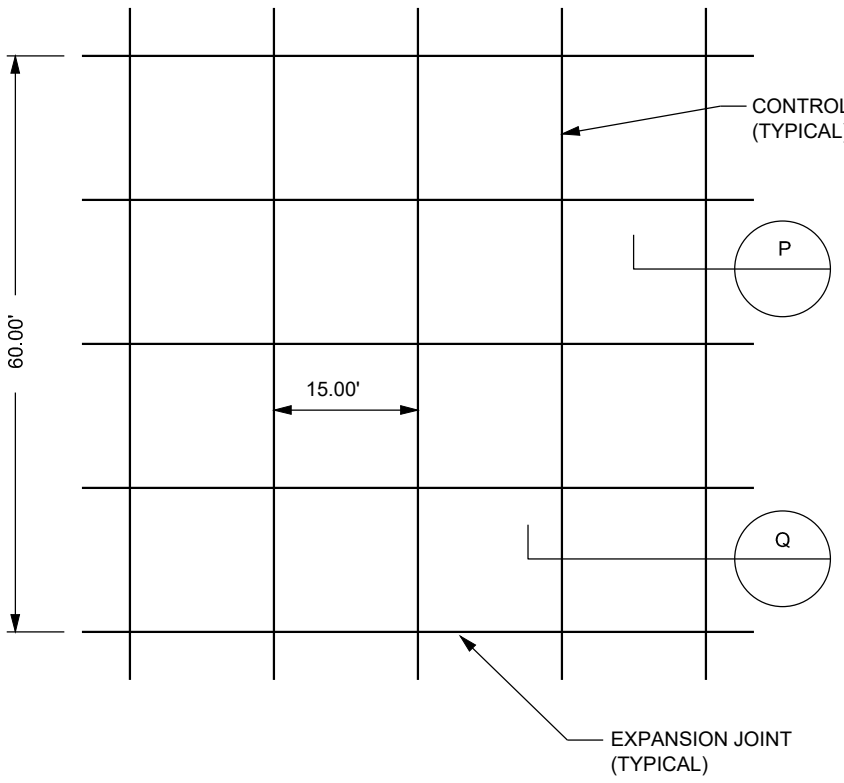 CONTROL
(TYPICAL)
P
60.00'
15.00'
Q
EXPANSION JOINT
(TYPICAL)